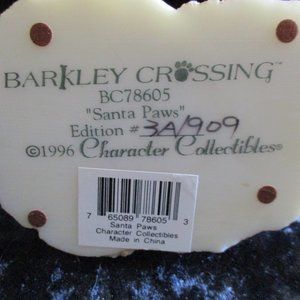 BARKLEY CROSSING™
BC78605
"Santa Paws"
Edition # 3A/909
©1996 Character Collectibles®
7 65089 78605 3
Santa Paws
Character Collectibles
Made in China